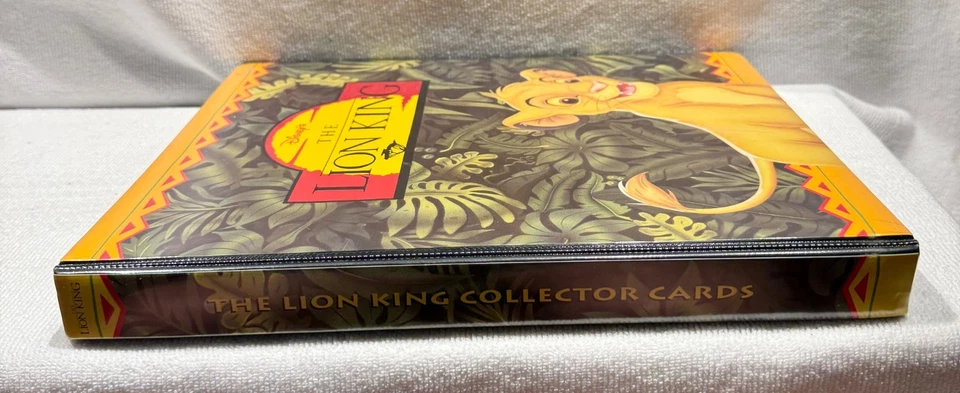 Disney's
THE
LION KING
LION KING
THE LION KING COLLECTOR CARDS